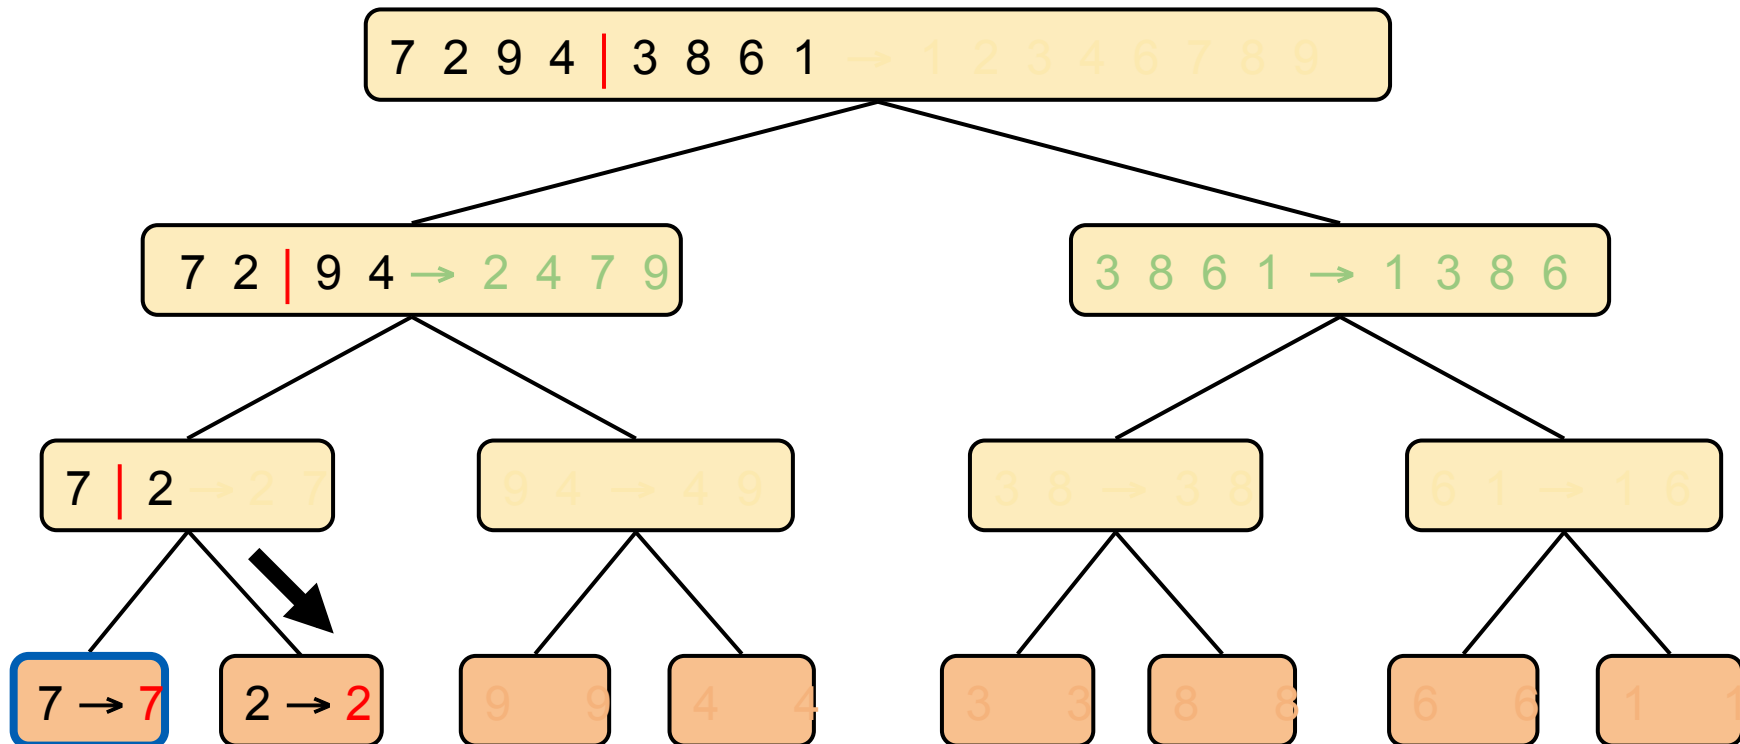 7 2 9 4 | 3 8 6 1 → 1 2 3 4 6 7 8 9
7 2 | 9 4 → 2 4 7 9
3 8 6 1 → 1 3 8 6
7 | 2 → 2 7
9 4 → 4 9
3 8 → 3 8
6 1 → 1 6
7 → 7
2 → 2
9 9
4 4
3 3
8 8
6 6
1 1